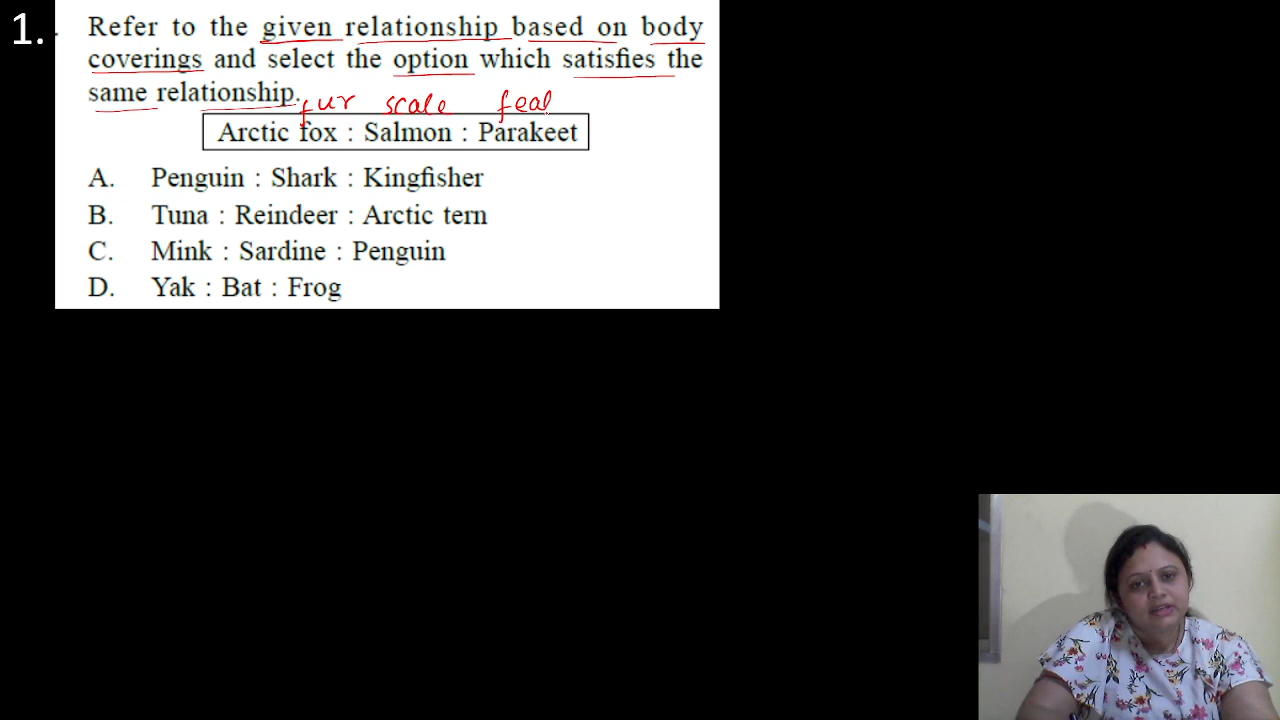 1.
Refer to the given relationship based on body
coverings and select the option which satisfies the
same relationship.
fur scale feal
Arctic fox : Salmon : Parakeet
A. Penguin : Shark : Kingfisher
B. Tuna : Reindeer : Arctic tern
C. Mink : Sardine : Penguin
D. Yak : Bat : Frog